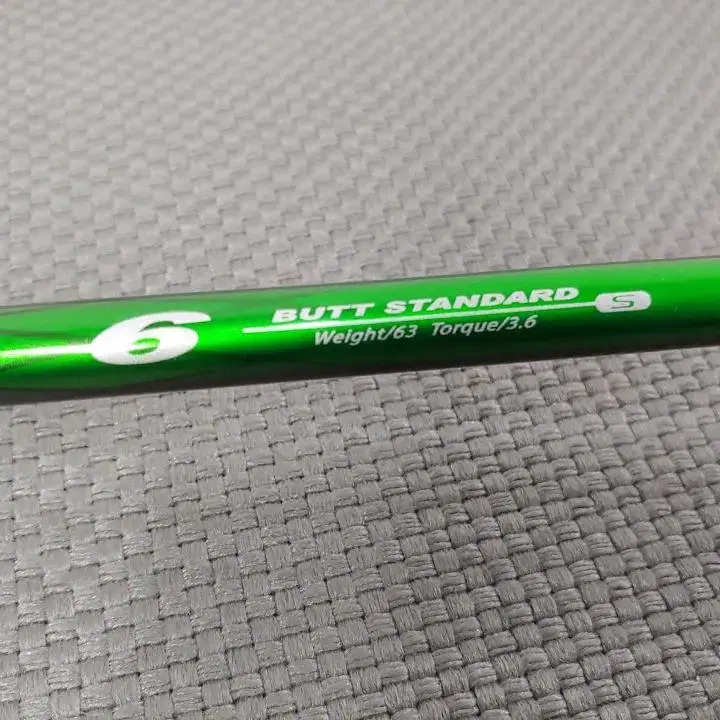 6
BUTT STANDARD S
Weight/63 Torque/3.6